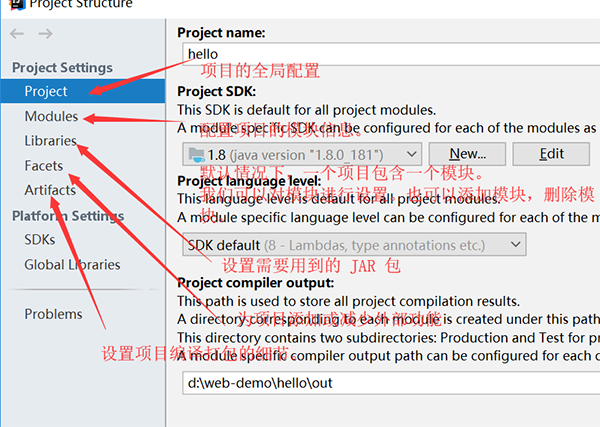 Project Structure
Project name:
hello
项目的全局配置
Project Settings
Project
Modules
Libraries
Facets
Artifacts
Platform Settings
SDKs
Global Libraries
Problems
Project SDK:
This SDK is default for all project modules.
A module specific SDK can be configured for each of the modules as
配置项目的模块信息。
1.8 (java version "1.8.0_181")
New...
Edit
默认情况下，一个项目包含一个模块。
Project language level:
我们可以对模块进行设置，也可以添加模块，删除模
This language level is default for all project modules.
块
A module specific language level can be configured for each of the m
SDK default (8 - Lambdas, type annotations etc.)
设置需要用到的 JAR 包
Project compiler output:
This path is used to store all project compilation results.
A directory corresponding to each module is created under this path
为项目添加或减少外部功能
This directory contains two subdirectories: Production and Test for pr
设置项目编译打包的细节。
A module specific compiler output path can be configured for each o
d:\web-demo\hello\out